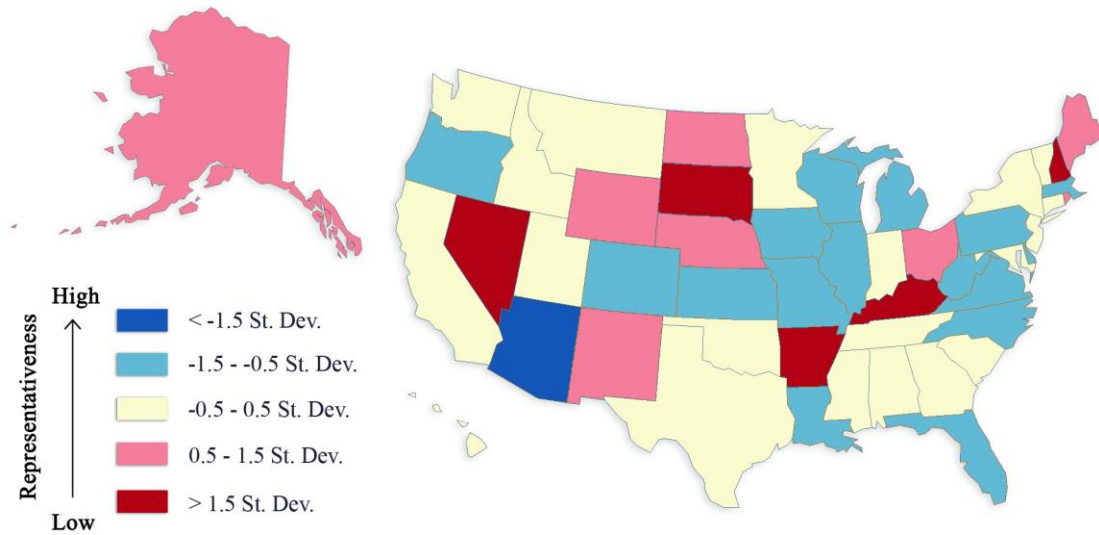 High
Representativeness
Low
< -1.5 St. Dev.
-1.5 - -0.5 St. Dev.
-0.5 - 0.5 St. Dev.
0.5 - 1.5 St. Dev.
> 1.5 St. Dev.